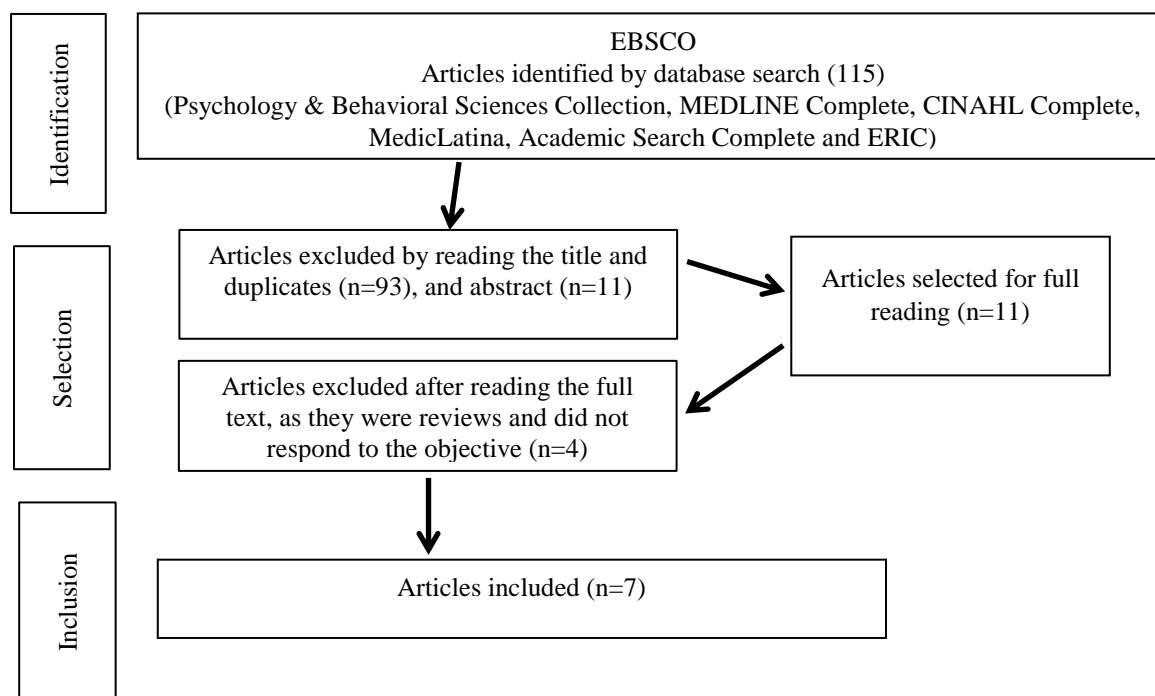 Identification
EBSCO
Articles identified by database search (115)
(Psychology & Behavioral Sciences Collection, MEDLINE Complete, CINAHL Complete,
MedicLatina, Academic Search Complete and ERIC)
Selection
Articles excluded by reading the title and
duplicates (n=93), and abstract (n=11)
Articles selected for full
reading (n=11)
Articles excluded after reading the full
text, as they were reviews and did not
respond to the objective (n=4)
Inclusion
Articles included (n=7)